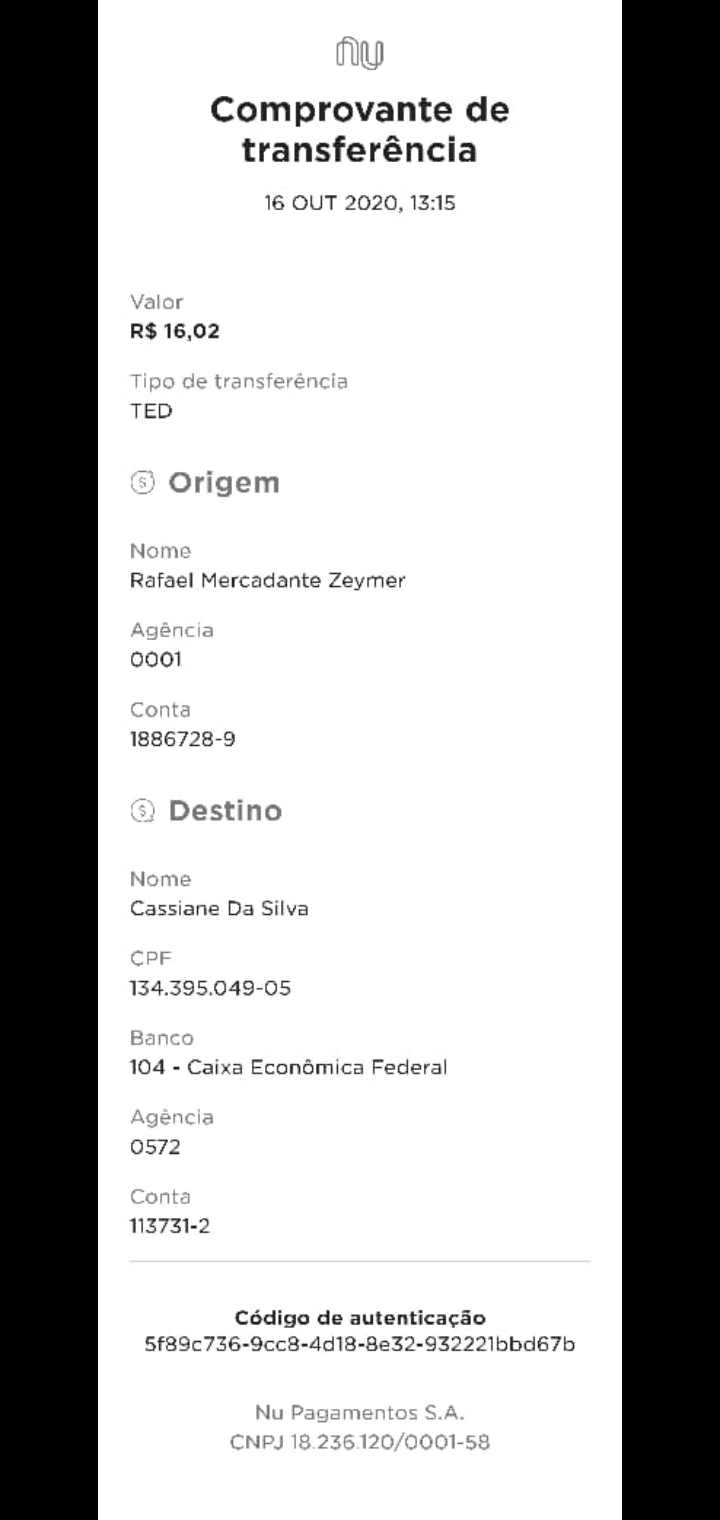 nu
Comprovante de
transferência
16 OUT 2020, 13:15
Valor
R$ 16,02
Tipo de transferência
TED
Origem
Nome
Rafael Mercadante Zeymer
Agência
0001
Conta
1886728-9
Destino
Nome
Cassiane Da Silva
CPF
134.395.049-05
Banco
104 - Caixa Econômica Federal
Agência
0572
Conta
113731-2
Código de autenticação
5f89c736-9cc8-4d18-8e32-932221bbd67b
Nu Pagamentos S.A.
CNPJ 18.236.120/0001-58